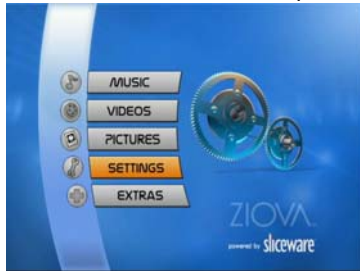 MUSIC
VIDEOS
PICTURES
SETTINGS
EXTRAS
ZIOVA
powered by sliceware